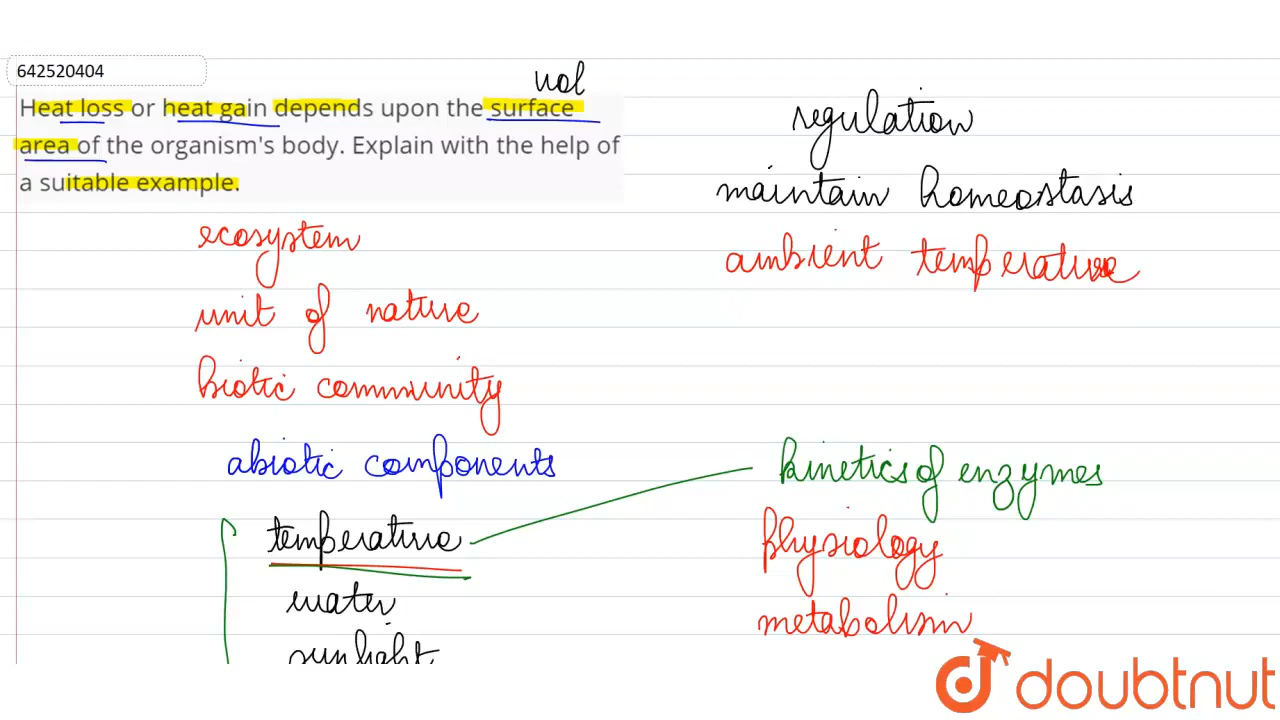 642520404
vol
Heat loss or heat gain depends upon the surface
area of the organism's body. Explain with the help of
a suitable example.
ecosystem
unit of nature
biotic community
abiotic components
temperature
water
sunlight
regulation
maintain homeostasis
ambient temperature
kinetics of enzymes
physiology
metabolism
doubtnut